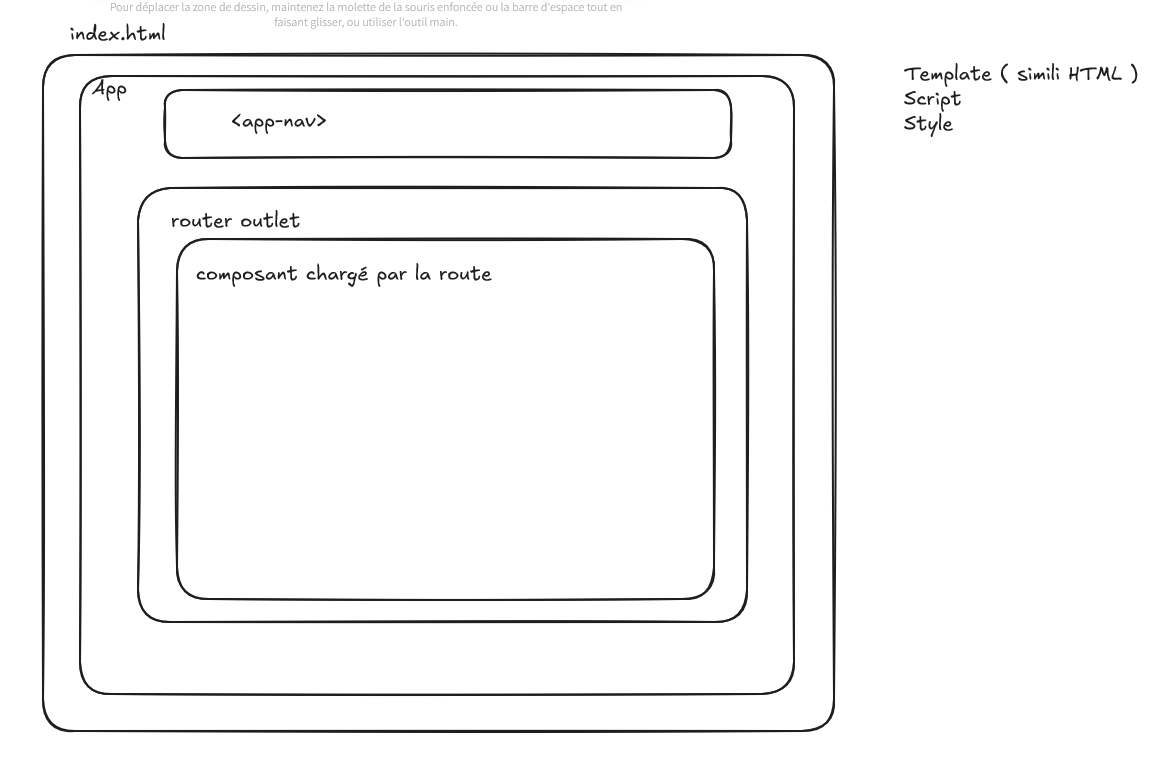 Pour déplacer la zone de dessin, maintenez la molette de la souris enfoncée ou la barre d'espace tout en
faisant glisser, ou utiliser l'outil main.
index.html
App
<app-nav>
router outlet
composant chargé par la route
Template ( simili HTML )
Script
Style